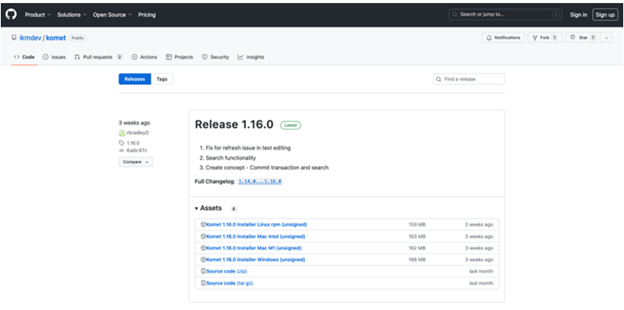 Product Solutions Open Source Pricing
Search or jump to... /
Sign in Sign up
ikmdev / komet Public
Notifications Fork 1 Star 1
Code Issues Pull requests 2 Actions Projects Security Insights
Releases Tags
Find a release
3 weeks ago
rbradleyD
1.16.0
6adc47c
Compare
Release 1.16.0 Latest
1. Fix for refresh issue in text editing
2. Search functionality
3. Create concept - Commit transaction and search
Full Changelog: 1.14.0...1.16.0
Assets 6
Komet 1.16.0 Installer Linux rpm (unsigned) 159 MB 3 weeks ago
Komet 1.16.0 Installer Mac Intel (unsigned) 163 MB 3 weeks ago
Komet 1.16.0 Installer Mac M1 (unsigned) 162 MB 3 weeks ago
Komet 1.16.0 Installer Windows (unsigned) 166 MB 3 weeks ago
Source code (zip) last month
Source code (tar.gz) last month